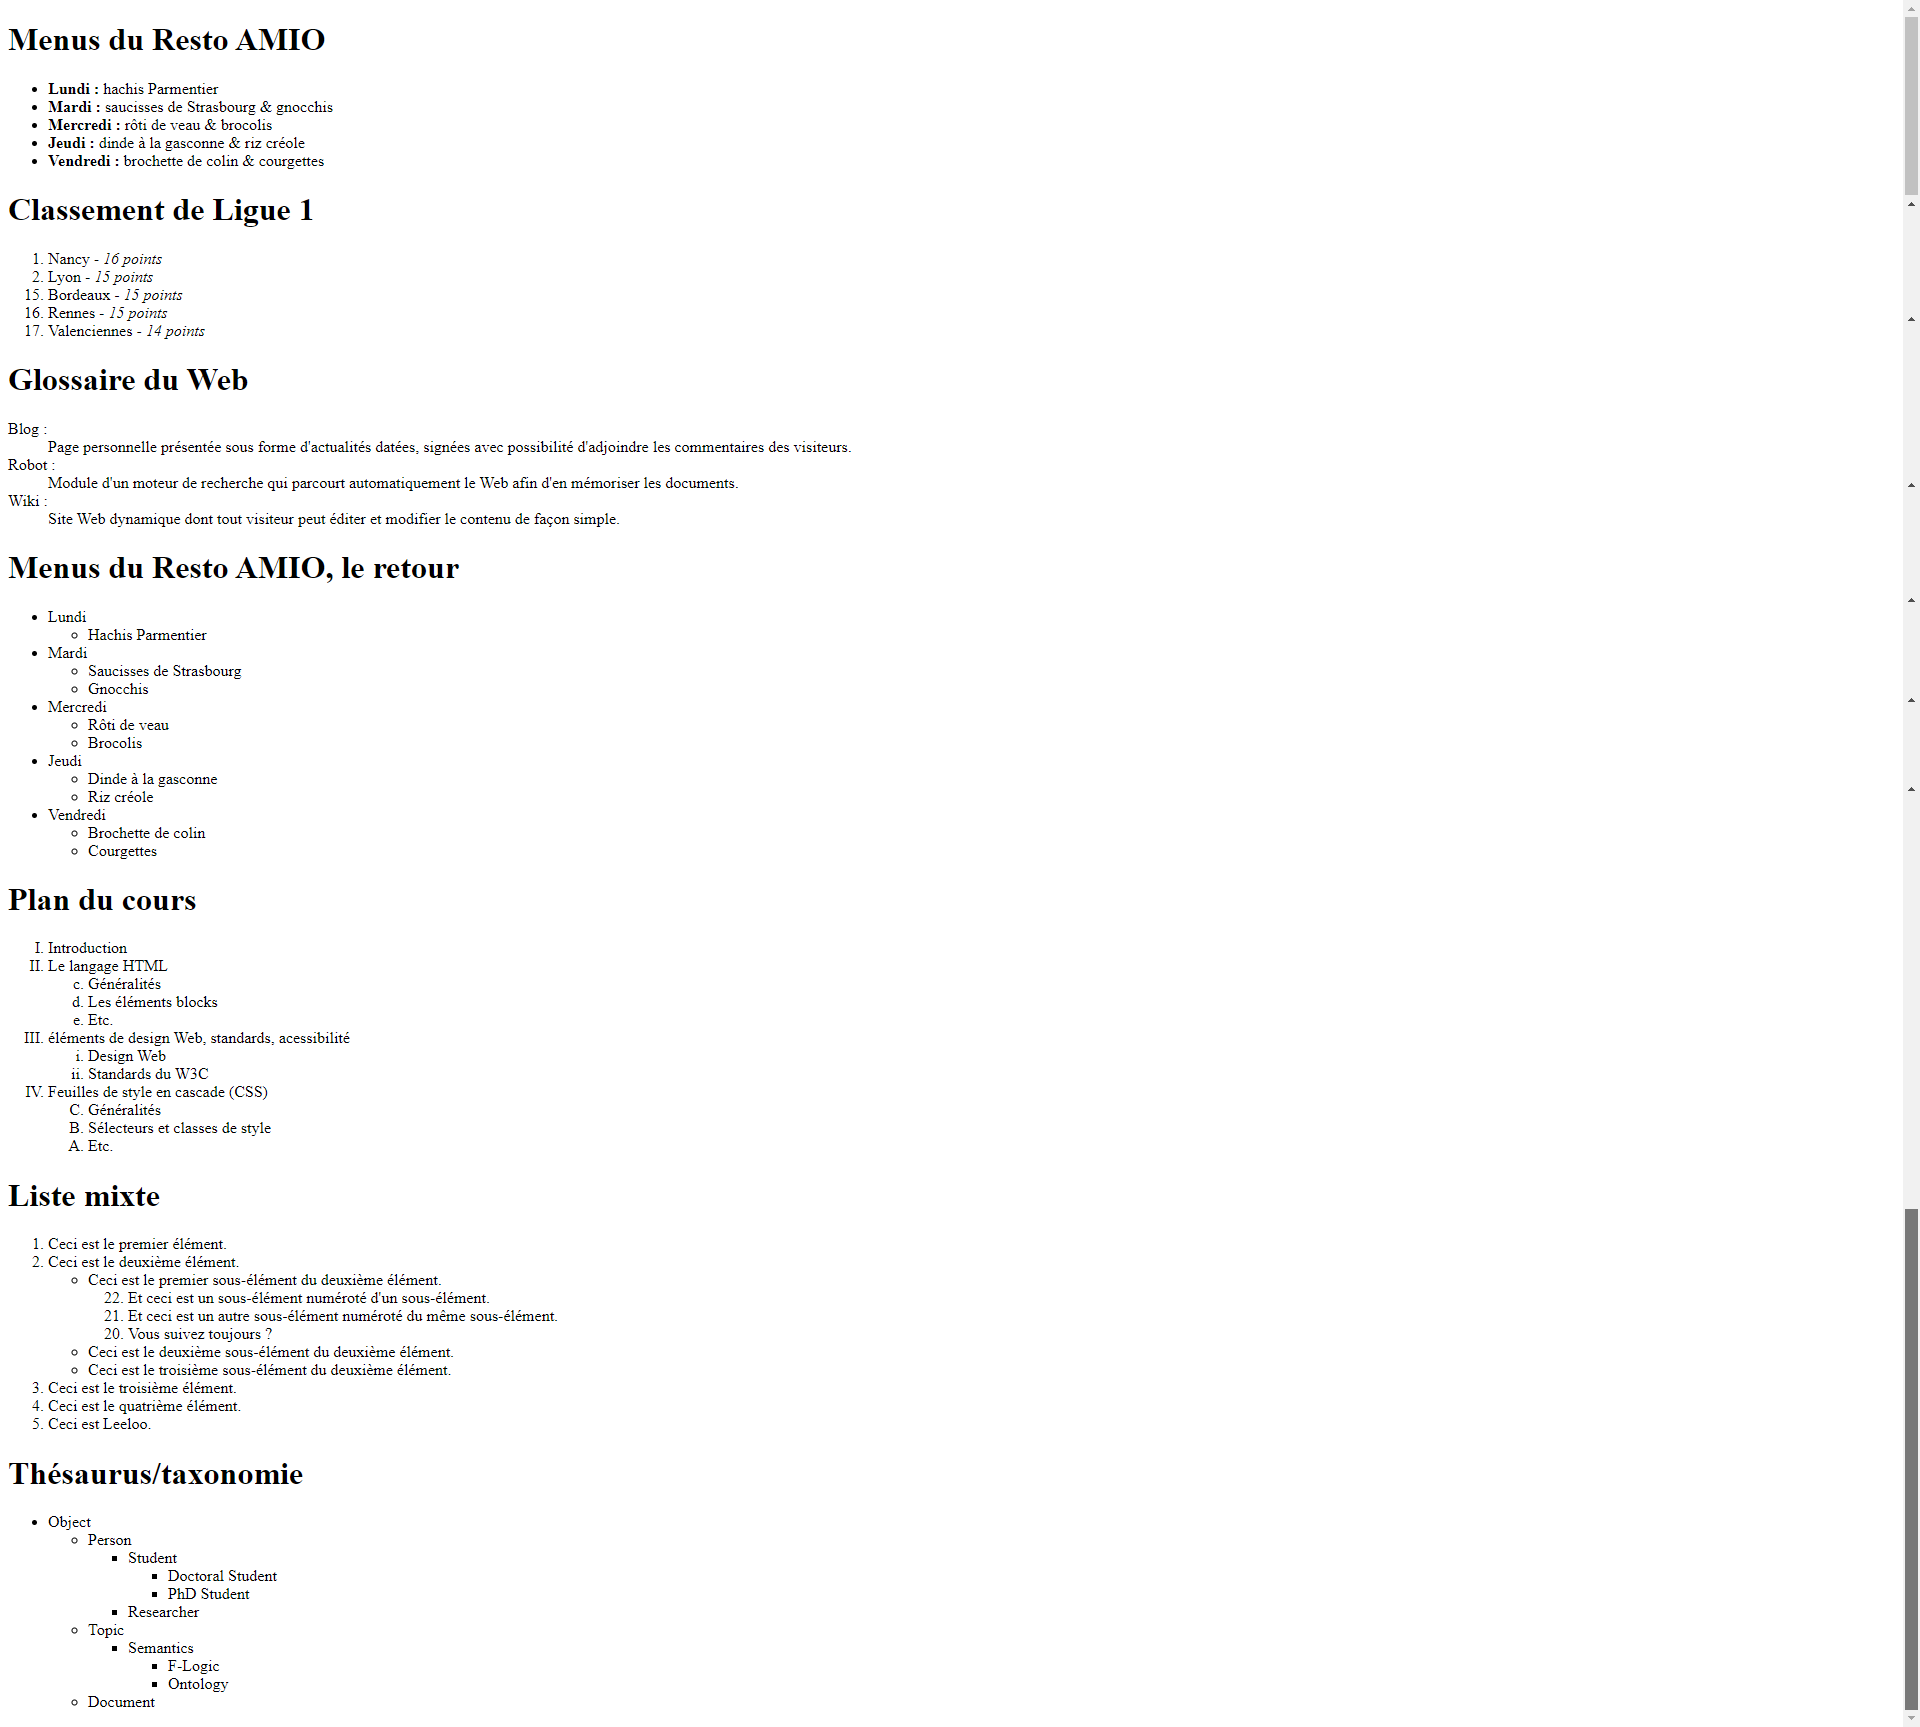 Menus du Resto AMIO
• Lundi : hachis Parmentier
• Mardi : saucisses de Strasbourg & gnocchis
• Mercredi : rôti de veau & brocolis
• Jeudi : dinde à la gasconne & riz créole
• Vendredi : brochette de colin & courgettes
Classement de Ligue 1
1. Nancy - 16 points
2. Lyon - 15 points
15. Bordeaux - 15 points
16. Rennes - 15 points
17. Valenciennes - 14 points
Glossaire du Web
Blog :
Page personnelle présentée sous forme d'actualités datées, signées avec possibilité d'adjoindre les commentaires des visiteurs.
Robot :
Module d'un moteur de recherche qui parcourt automatiquement le Web afin d'en mémoriser les documents.
Wiki :
Site Web dynamique dont tout visiteur peut éditer et modifier le contenu de façon simple.
Menus du Resto AMIO, le retour
• Lundi
◦ Hachis Parmentier
• Mardi
◦ Saucisses de Strasbourg
◦ Gnocchis
• Mercredi
◦ Rôti de veau
◦ Brocolis
• Jeudi
◦ Dinde à la gasconne
◦ Riz créole
• Vendredi
◦ Brochette de colin
◦ Courgettes
Plan du cours
I. Introduction
II. Le langage HTML
c. Généralités
d. Les éléments blocks
e. Etc.
III. éléments de design Web, standards, acessibilité
i. Design Web
ii. Standards du W3C
IV. Feuilles de style en cascade (CSS)
C. Généralités
B. Sélecteurs et classes de style
A. Etc.
Liste mixte
1. Ceci est le premier élément.
2. Ceci est le deuxième élément.
◦ Ceci est le premier sous-élément du deuxième élément.
22. Et ceci est un sous-élément numéroté d'un sous-élément.
21. Et ceci est un autre sous-élément numéroté du même sous-élément.
20. Vous suivez toujours ?
◦ Ceci est le deuxième sous-élément du deuxième élément.
◦ Ceci est le troisième sous-élément du deuxième élément.
3. Ceci est le troisième élément.
4. Ceci est le quatrième élément.
5. Ceci est Leeloo.
Thésaurus/taxonomie
• Object
◦ Person
▪ Student
▪ Doctoral Student
▪ PhD Student
▪ Researcher
◦ Topic
▪ Semantics
▪ F-Logic
▪ Ontology
◦ Document